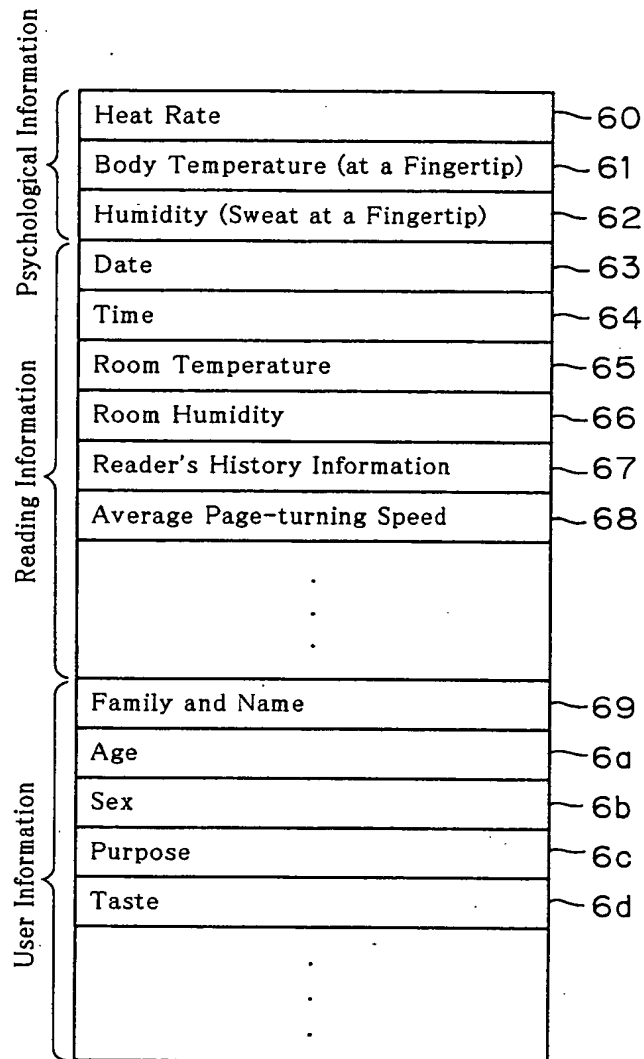 Psychological Information
Heat Rate 60
Body Temperature (at a Fingertip) 61
Humidity (Sweat at a Fingertip) 62
Reading Information
Date 63
Time 64
Room Temperature 65
Room Humidity 66
Reader's History Information 67
Average Page-turning Speed 68
User Information
Family and Name 69
Age 6a
Sex 6b
Purpose 6c
Taste 6d